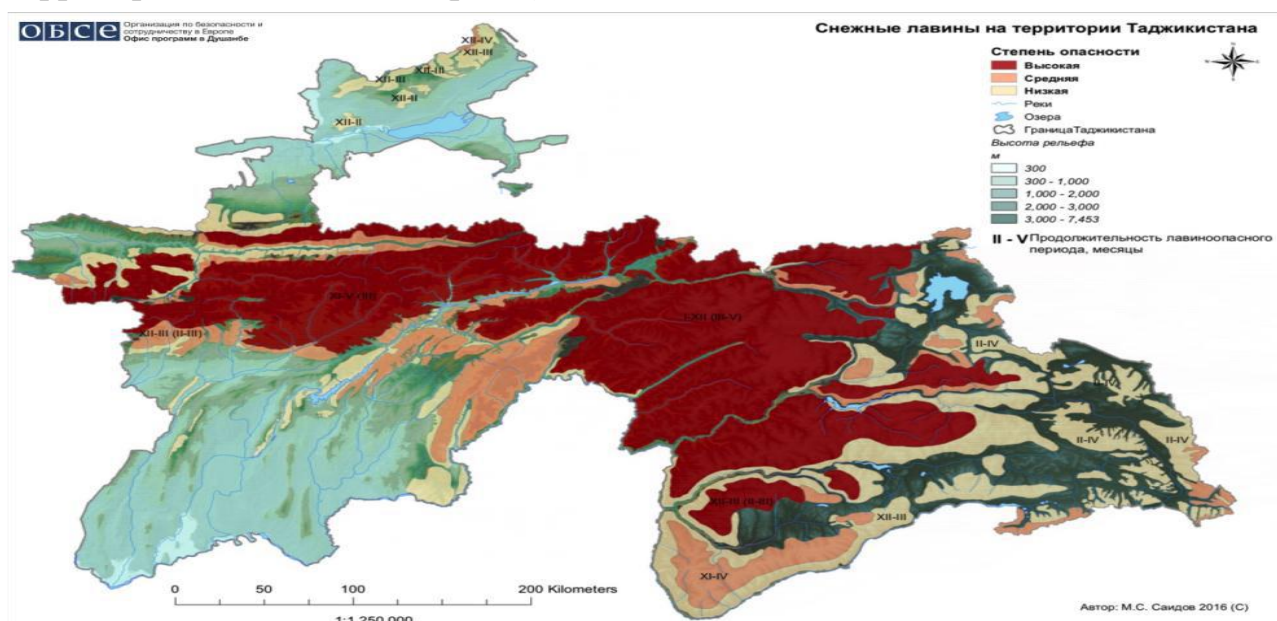 ОБСЕ
Организация по безопасности и
сотрудничеству в Европе
Офис программ в Душанбе
Снежные лавины на территории Таджикистана
Степень опасности
Высокая
Средняя
Низкая
Реки
Озера
Граница Таджикистана
Высота рельефа
м
300
300 - 1,000
1,000 - 2,000
2,000 - 3,000
3,000 - 7,453
II - V Продолжительность лавиноопасного
периода, месяцы
XII-IV
XII-III
XII-III
XII-III
XII-II
XII-II
XII-III (II-III)
I-XII (III-V)
II-IV
II-IV
II-IV
XII-III (II-III)
XII-III
XI-IV
0 50 100 200 Kilometers
1:1 250 000
Автор: М.С. Саидов 2016 (С)